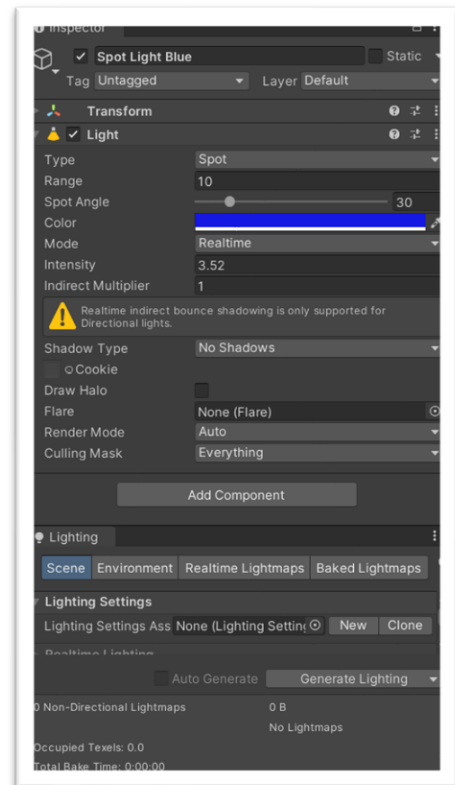 Inspector
Spot Light Blue Static
Tag Untagged Layer Default
Transform
Light
Type Spot
Range 10
Spot Angle 30
Color
Mode Realtime
Intensity 3.52
Indirect Multiplier 1
Realtime indirect bounce shadowing is only supported for
Directional lights.
Shadow Type No Shadows
Cookie
Draw Halo
Flare None (Flare)
Render Mode Auto
Culling Mask Everything
Add Component
Lighting
Scene Environment Realtime Lightmaps Baked Lightmaps
Lighting Settings
Lighting Settings Ass None (Lighting Setting New Clone
Realtime Lighting
Auto Generate Generate Lighting
0 Non-Directional Lightmaps 0 B
No Lightmaps
Occupied Texels: 0.0
Total Bake Time: 0:00:00